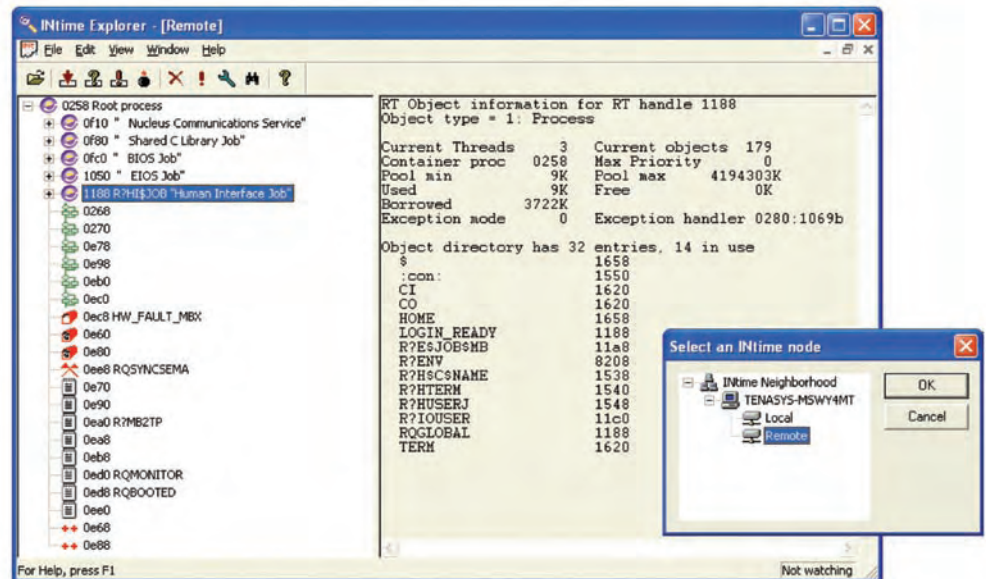 INtime Explorer - [Remote]
File Edit View Window Help
0258 Root process
0f10 " Nucleus Communications Service"
0f80 " Shared C Library Job"
0fc0 " BIOS Job"
1050 " EIOS Job"
1188 R?HI$JOB "Human Interface Job"
0268
0270
0e78
0e98
0eb0
0ec0
0ec8 HW_FAULT_MBX
0e60
0e80
0ee8 RQSYNCSEMA
0e70
0e90
0ea0 R?MB2TP
0ea8
0eb8
0ed0 RQMONITOR
0ed8 RQBOOTED
0ee0
0e68
0e88
RT Object information for RT handle 1188
Object type = 1: Process
Current Threads 3 Current objects 179
Container proc 0258 Max Priority 0
Pool min 9K Pool max 4194303K
Used 9K Free 0K
Borrowed 3722K
Exception mode 0 Exception handler 0280:1069b
Object directory has 32 entries, 14 in use
$ 1658
:con: 1550
CI 1620
CO 1620
HOME 1658
LOGIN_READY 1188
R?E$JOB$MB 11a8
R?ENV 8208
R?H$C$NAME 1538
R?HTERM 1540
R?HUSERJ 1548
R?IOUSER 11c0
RQGLOBAL 1188
TERM 1620
Select an INtime node
INtime Neighborhood
TENASYS-MSWY4MT
Local
Remote
OK
Cancel
For Help, press F1
Not watching